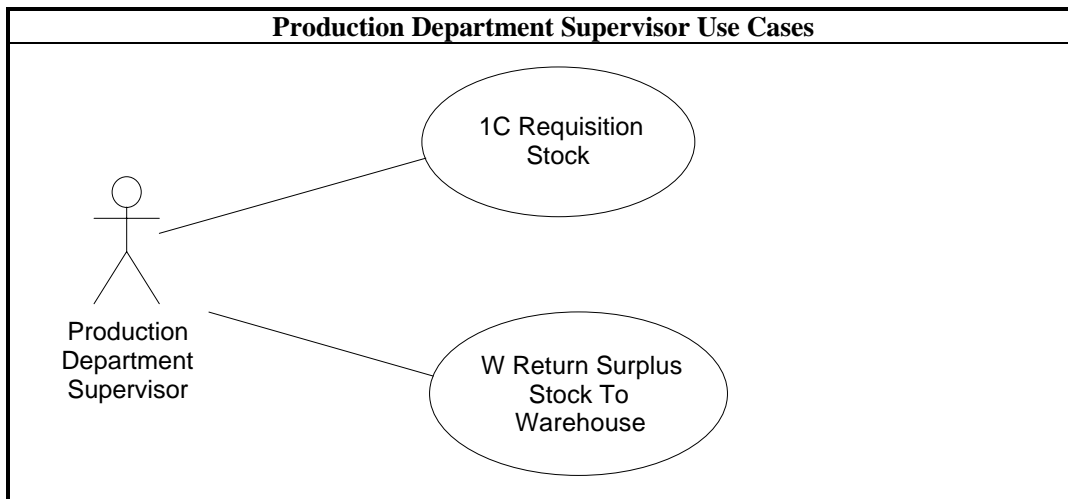 Production Department Supervisor Use Cases
1C Requisition
Stock
Production
Department
Supervisor
W Return Surplus
Stock To
Warehouse